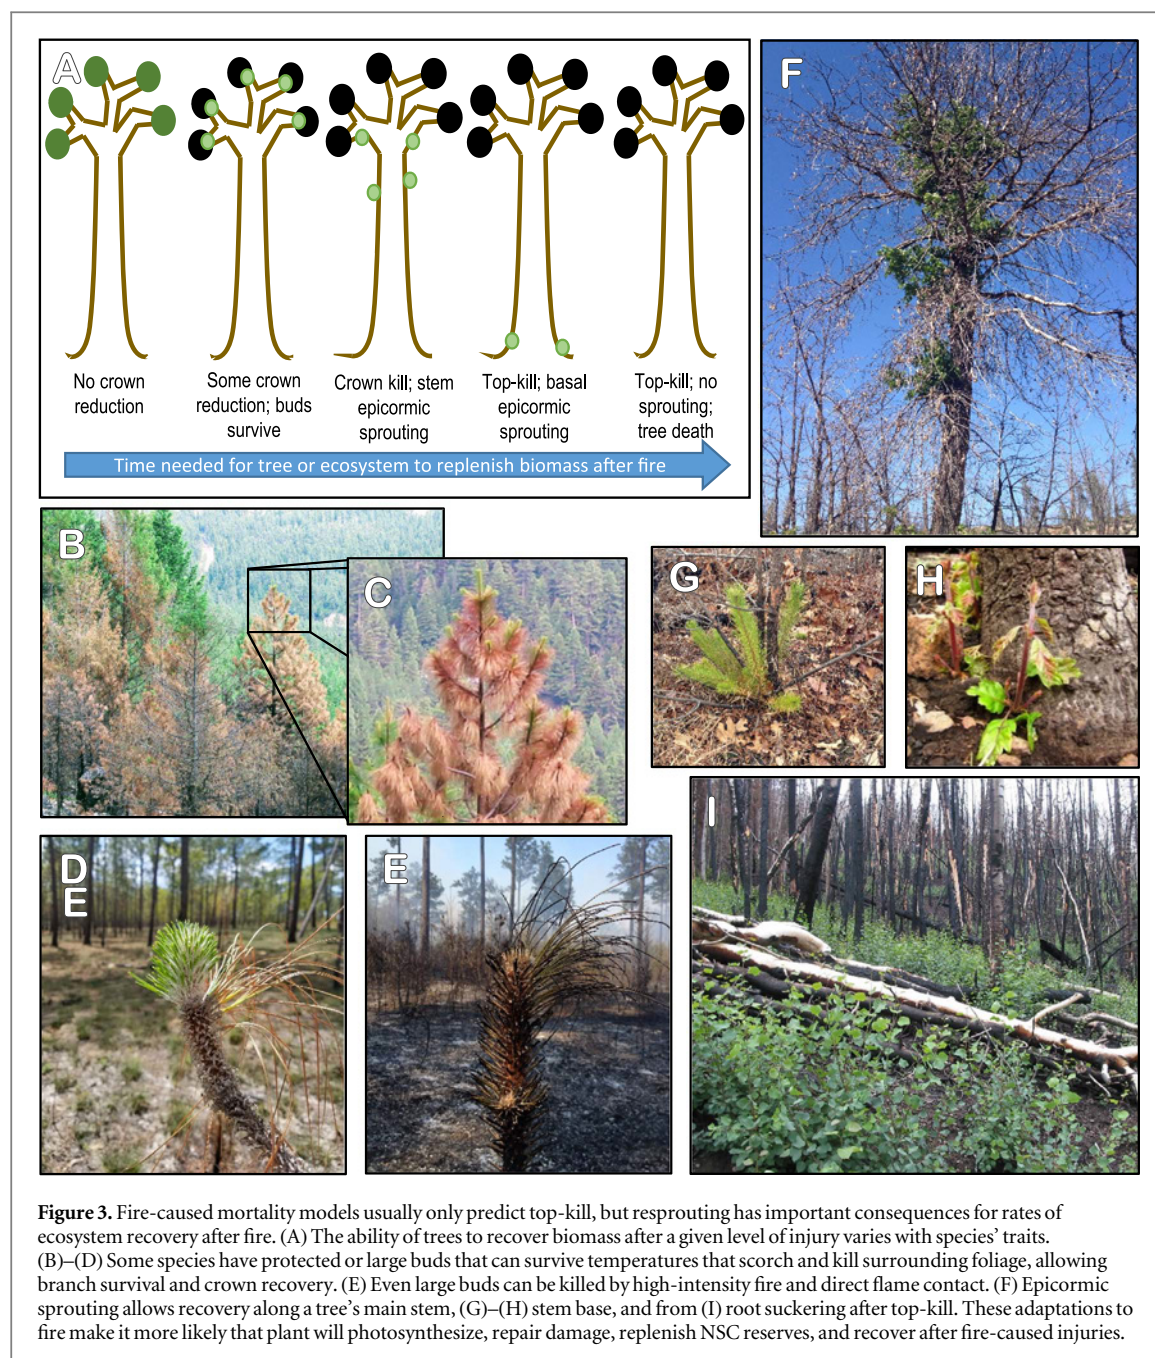 A
No crown
reduction
Some crown
reduction; buds
survive
Crown kill; stem
epicormic
sprouting
Top-kill; basal
epicormic
sprouting
Top-kill; no
sprouting;
tree death
Time needed for tree or ecosystem to replenish biomass after fire
F
B
C
G
H
D
E
E
I
Figure 3. Fire-caused mortality models usually only predict top-kill, but resprouting has important consequences for rates of
ecosystem recovery after fire. (A) The ability of trees to recover biomass after a given level of injury varies with species' traits.
(B)–(D) Some species have protected or large buds that can survive temperatures that scorch and kill surrounding foliage, allowing
branch survival and crown recovery. (E) Even large buds can be killed by high-intensity fire and direct flame contact. (F) Epicormic
sprouting allows recovery along a tree's main stem, (G)–(H) stem base, and from (I) root suckering after top-kill. These adaptations to
fire make it more likely that plant will photosynthesize, repair damage, replenish NSC reserves, and recover after fire-caused injuries.